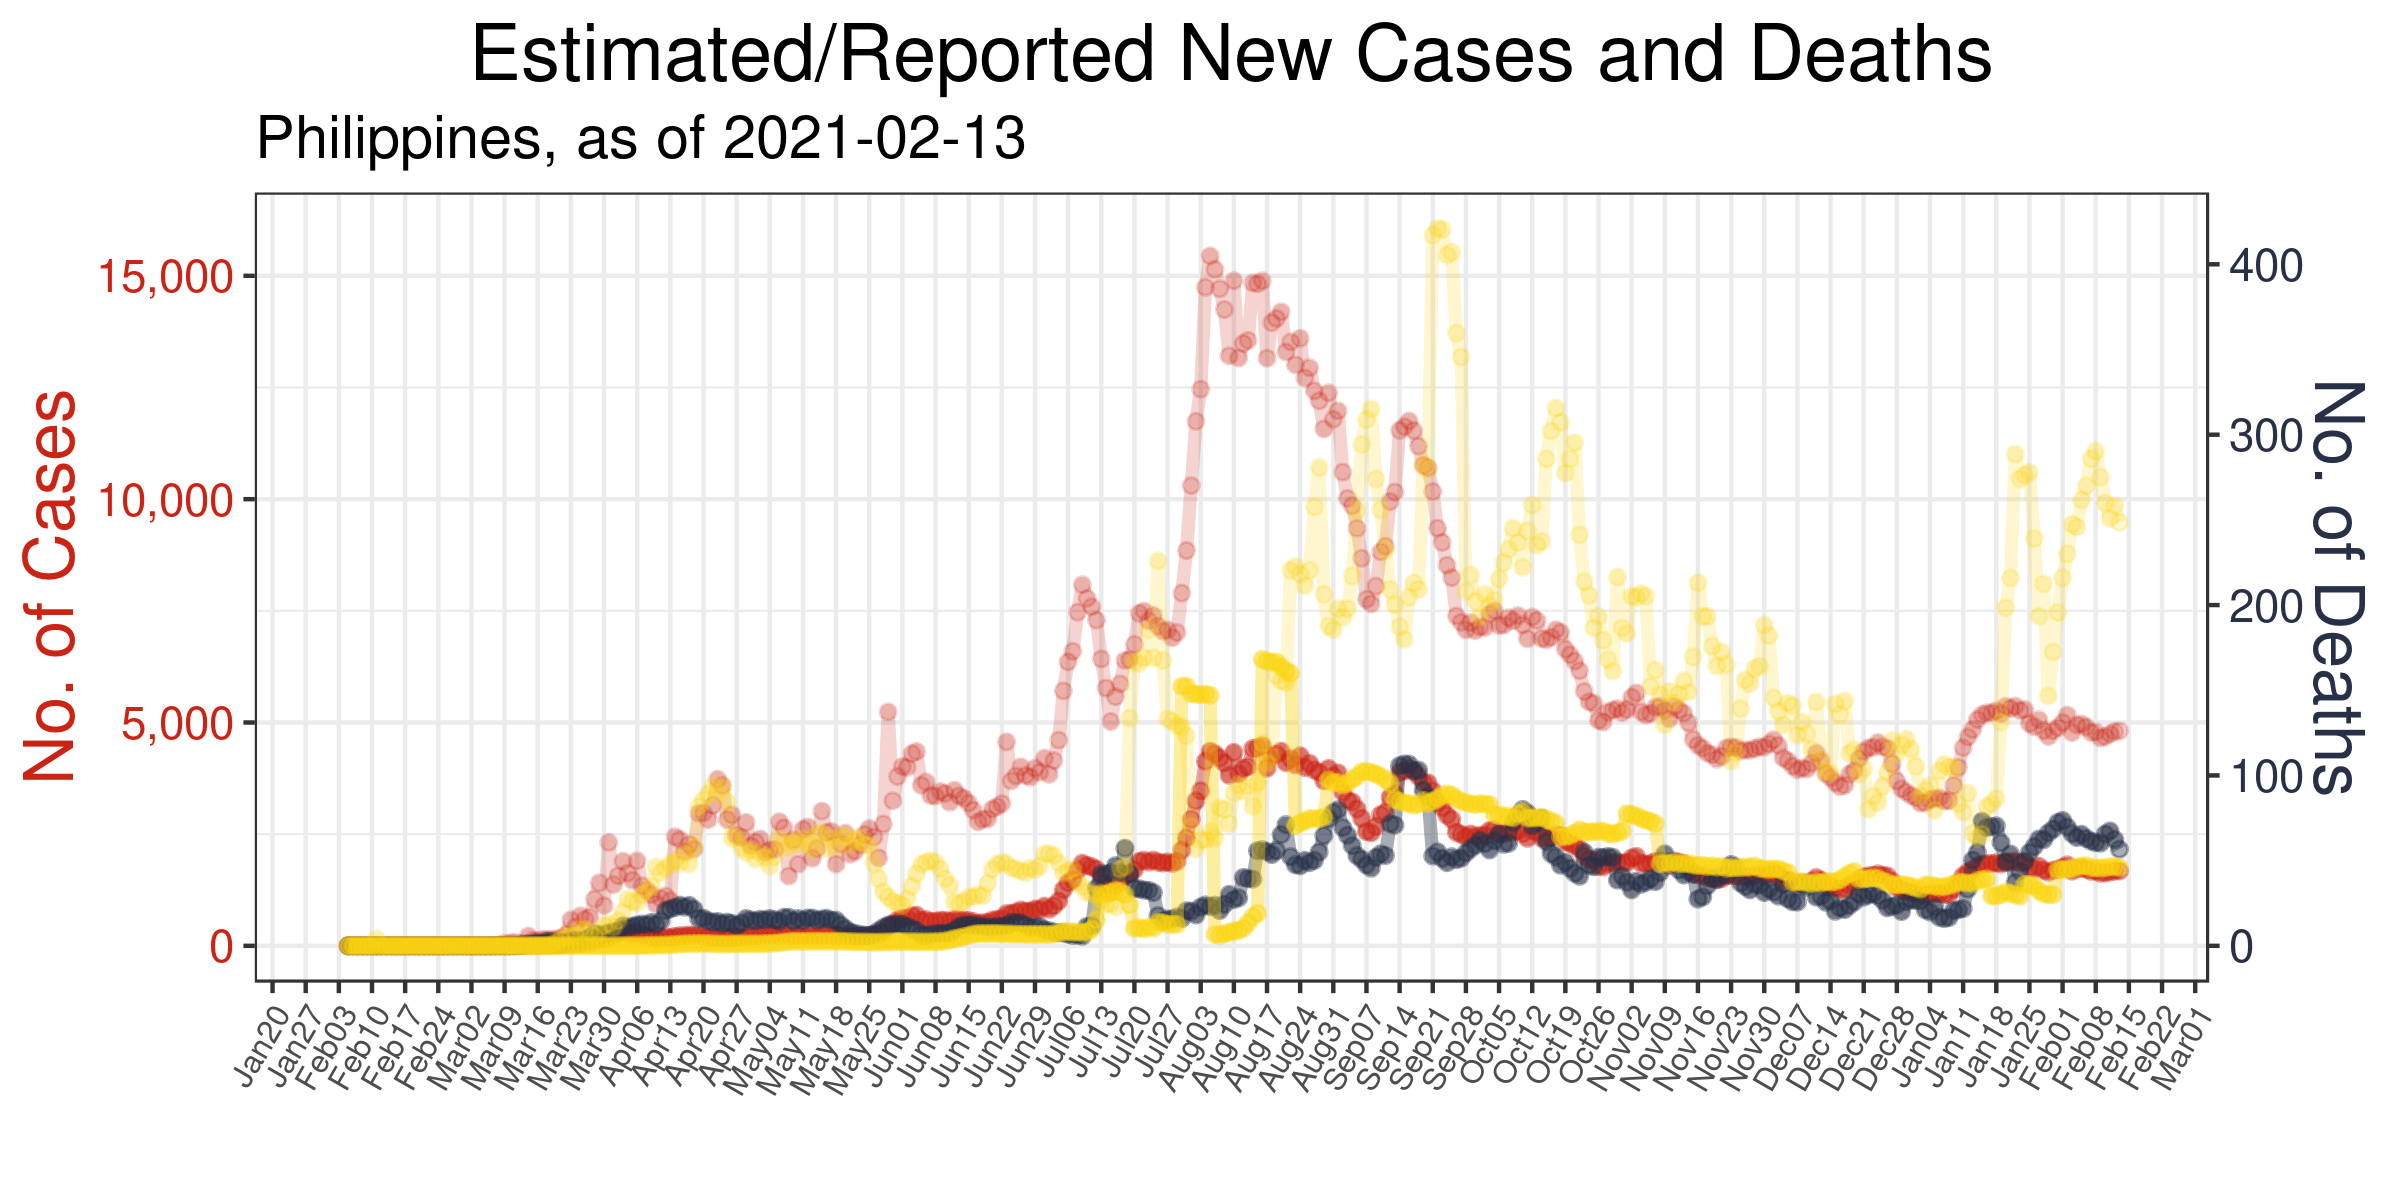 Estimated/Reported New Cases and Deaths
Philippines, as of 2021-02-13
No. of Cases
15,000
10,000
5,000
0
400
300
200
100
0
No. of Deaths
Jan20
Jan27
Feb03
Feb10
Feb17
Feb24
Mar02
Mar09
Mar16
Mar23
Mar30
Apr06
Apr13
Apr20
Apr27
May04
May11
May18
May25
Jun01
Jun08
Jun15
Jun22
Jun29
Jul06
Jul13
Jul20
Jul27
Aug03
Aug10
Aug17
Aug24
Aug31
Sep07
Sep14
Sep21
Sep28
Oct05
Oct12
Oct19
Oct26
Nov02
Nov09
Nov16
Nov23
Nov30
Dec07
Dec14
Dec21
Dec28
Jan04
Jan11
Jan18
Jan25
Feb01
Feb08
Feb15
Feb22
Mar01